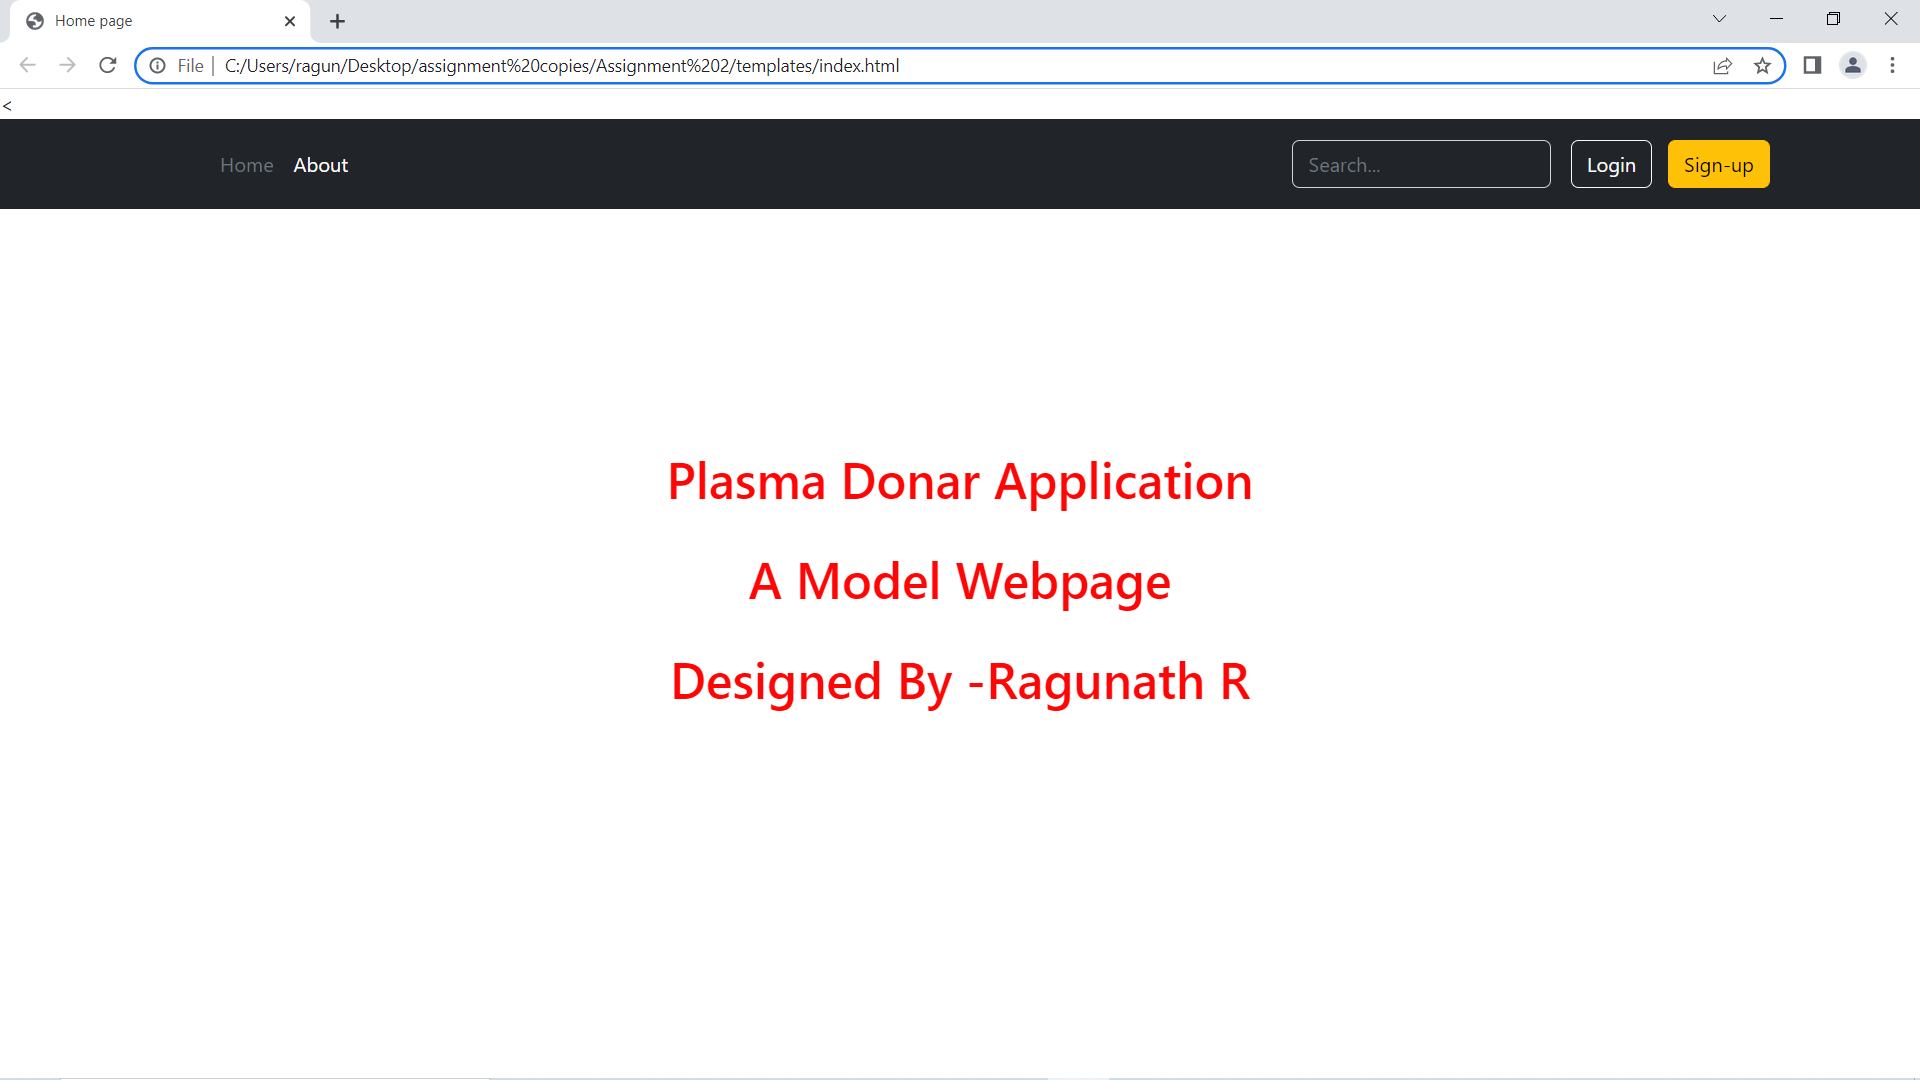 Home page
File C:/Users/ragun/Desktop/assignment%20copies/Assignment%202/templates/index.html
<
Home About Search... Login Sign-up
Plasma Donar Application
A Model Webpage
Designed By -Ragunath R